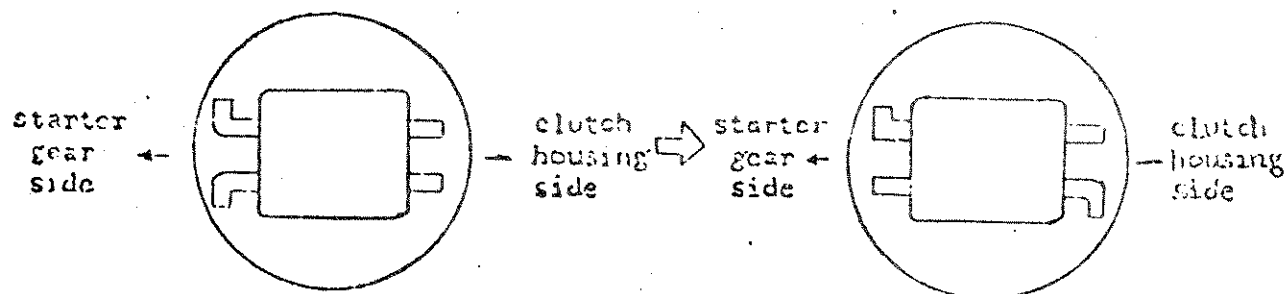 starter
gear
side
clutch
housing
side
starter
gear
side
clutch
housing
side